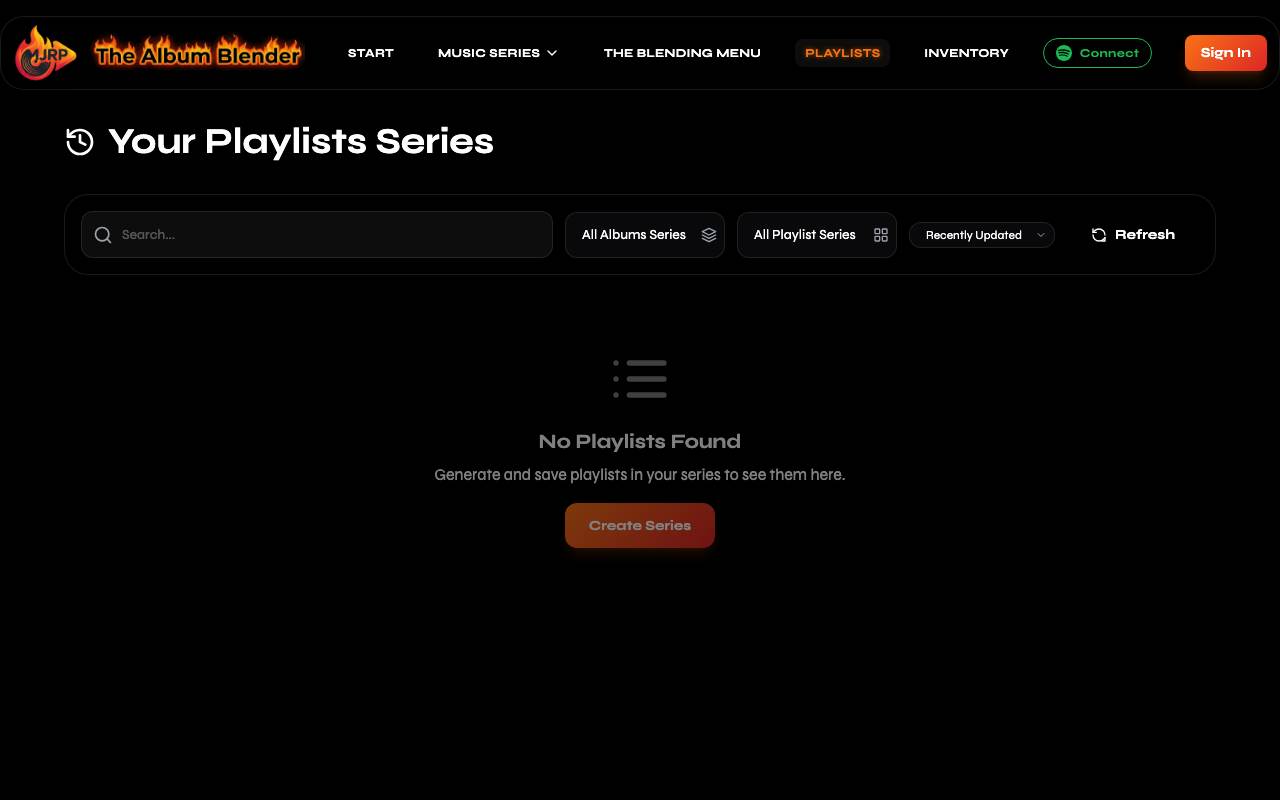 JRP
The Album Blender
START
MUSIC SERIES
THE BLENDING MENU
PLAYLISTS
INVENTORY
Connect
Sign In
Your Playlists Series
Search...
All Albums Series
All Playlist Series
Recently Updated
Refresh
No Playlists Found
Generate and save playlists in your series to see them here.
Create Series